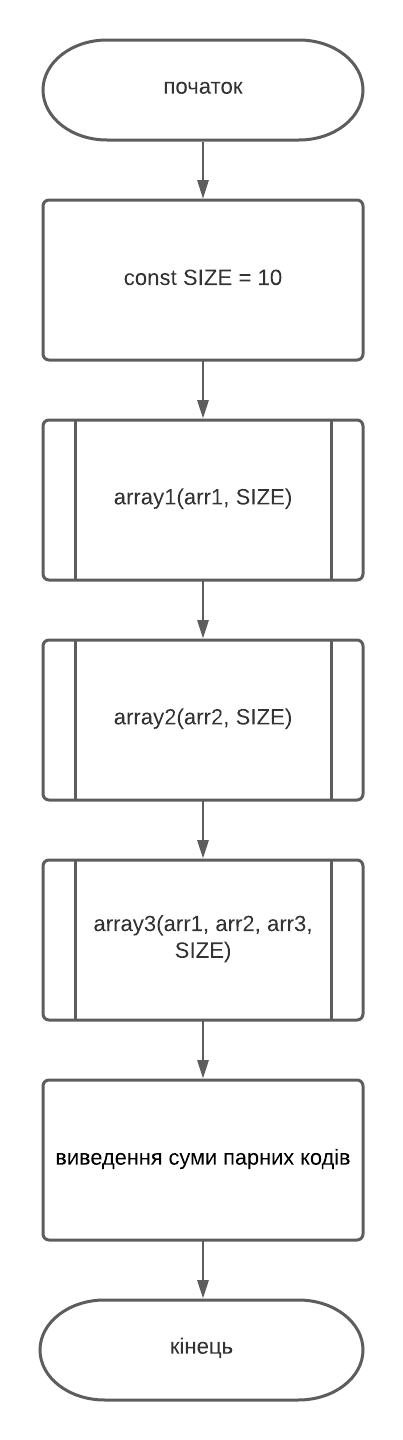 початок
const SIZE = 10
array1(arr1, SIZE)
array2(arr2, SIZE)
array3(arr1, arr2, arr3,
SIZE)
виведення суми парних кодів
кінець